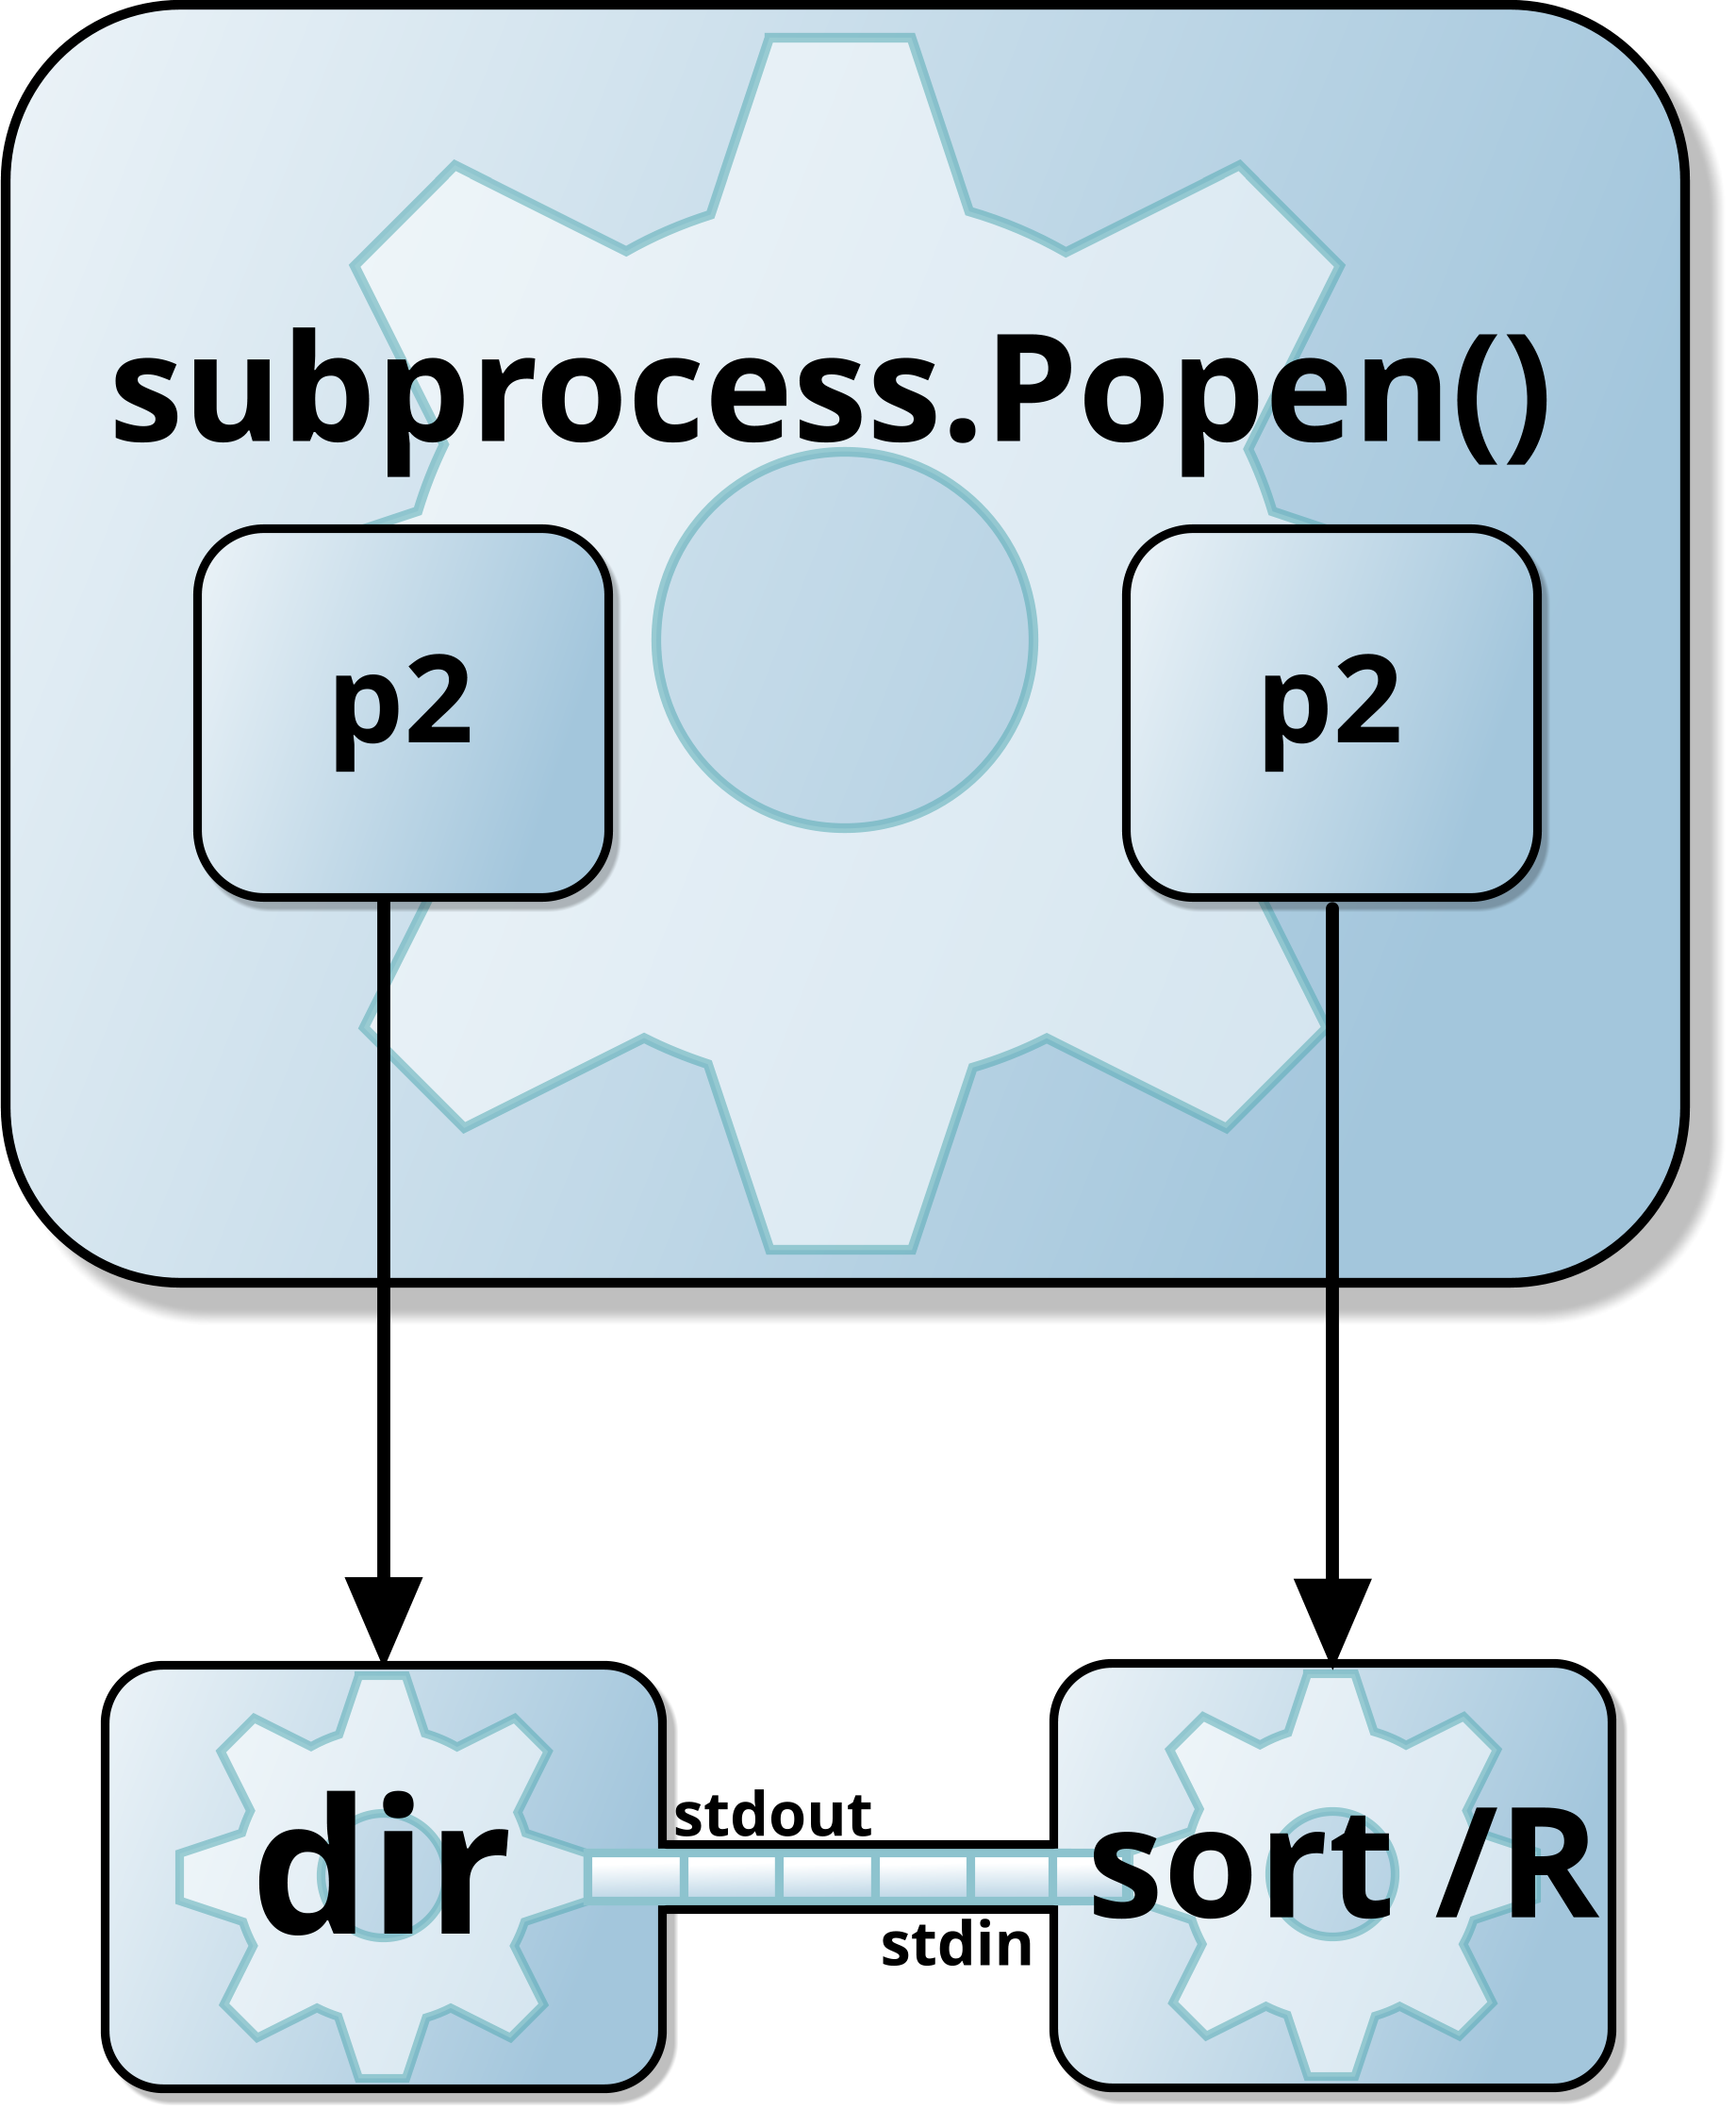 subprocess.Popen()
p2
p2
dir
stdout
stdin
sort /R